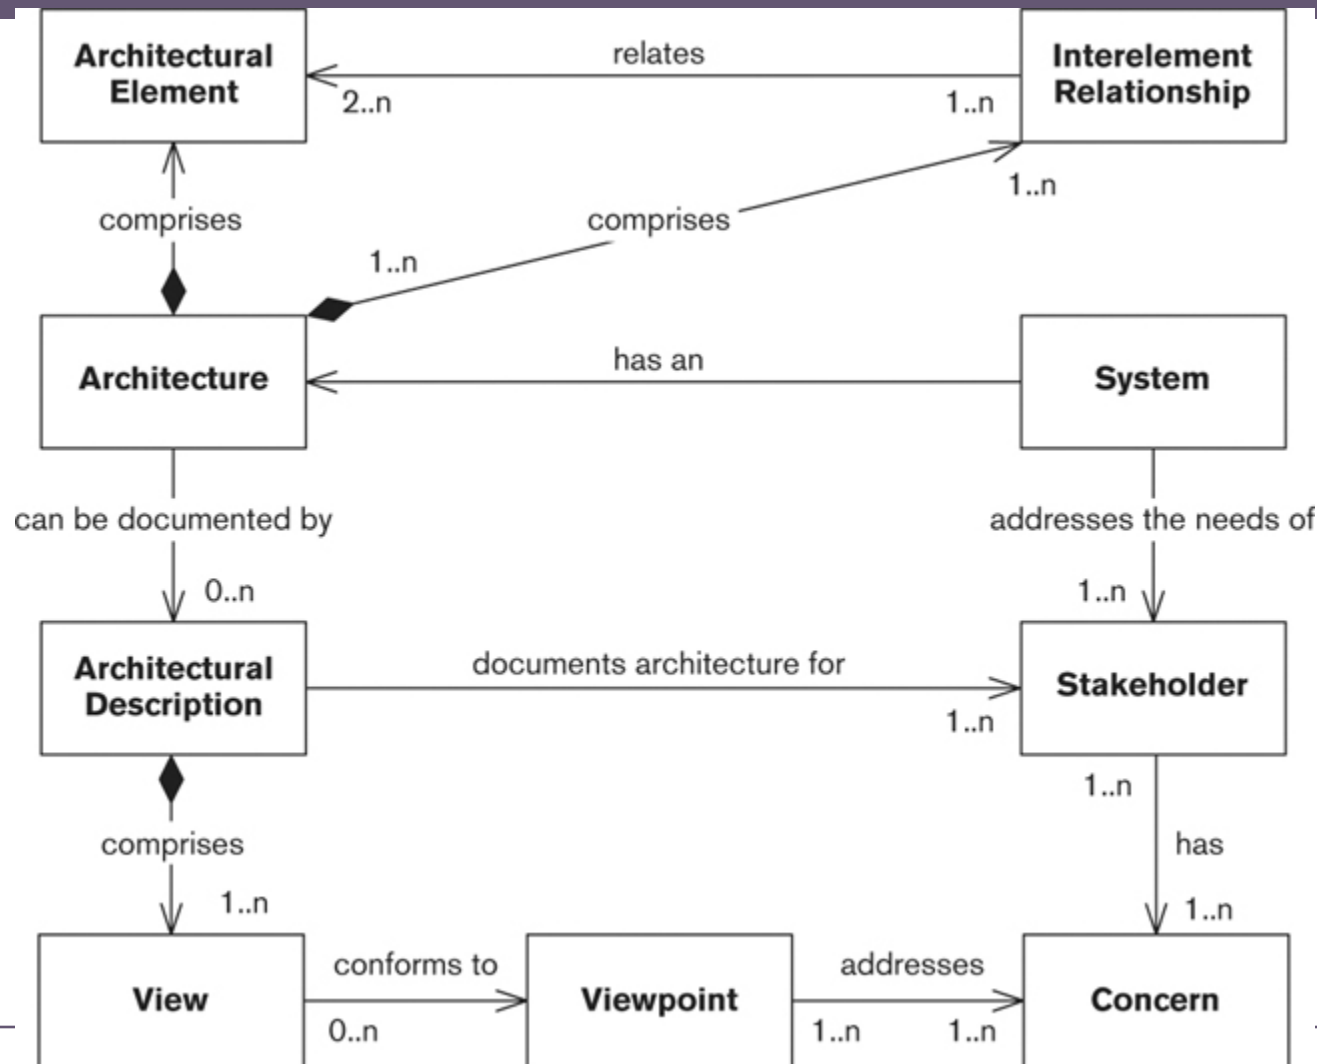 Architectural
Element
relates
2..n
1..n
Interelement
Relationship
comprises
comprises
1..n
1..n
Architecture
has an
System
can be documented by
0..n
addresses the needs of
1..n
Architectural
Description
documents architecture for
1..n
Stakeholder
comprises
1..n
1..n
has
1..n
View
conforms to
0..n
Viewpoint
addresses
1..n
1..n
Concern